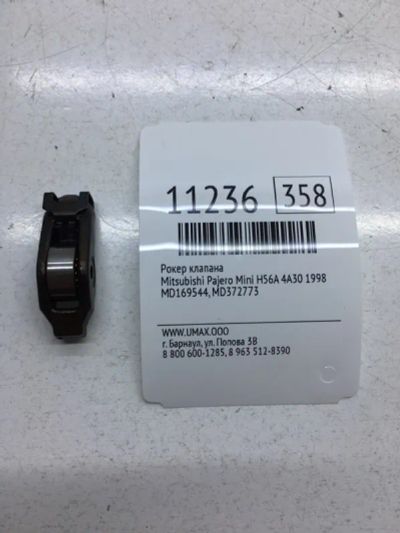 11236 358
Рокер клапана
Mitsubishi Pajero Mini H56A 4A30 1998
MD169544, MD372773
WWW.UMAX.OOO
г. Барнаул, ул. Попова 3В
8 800 600-1285, 8 963 512-8390